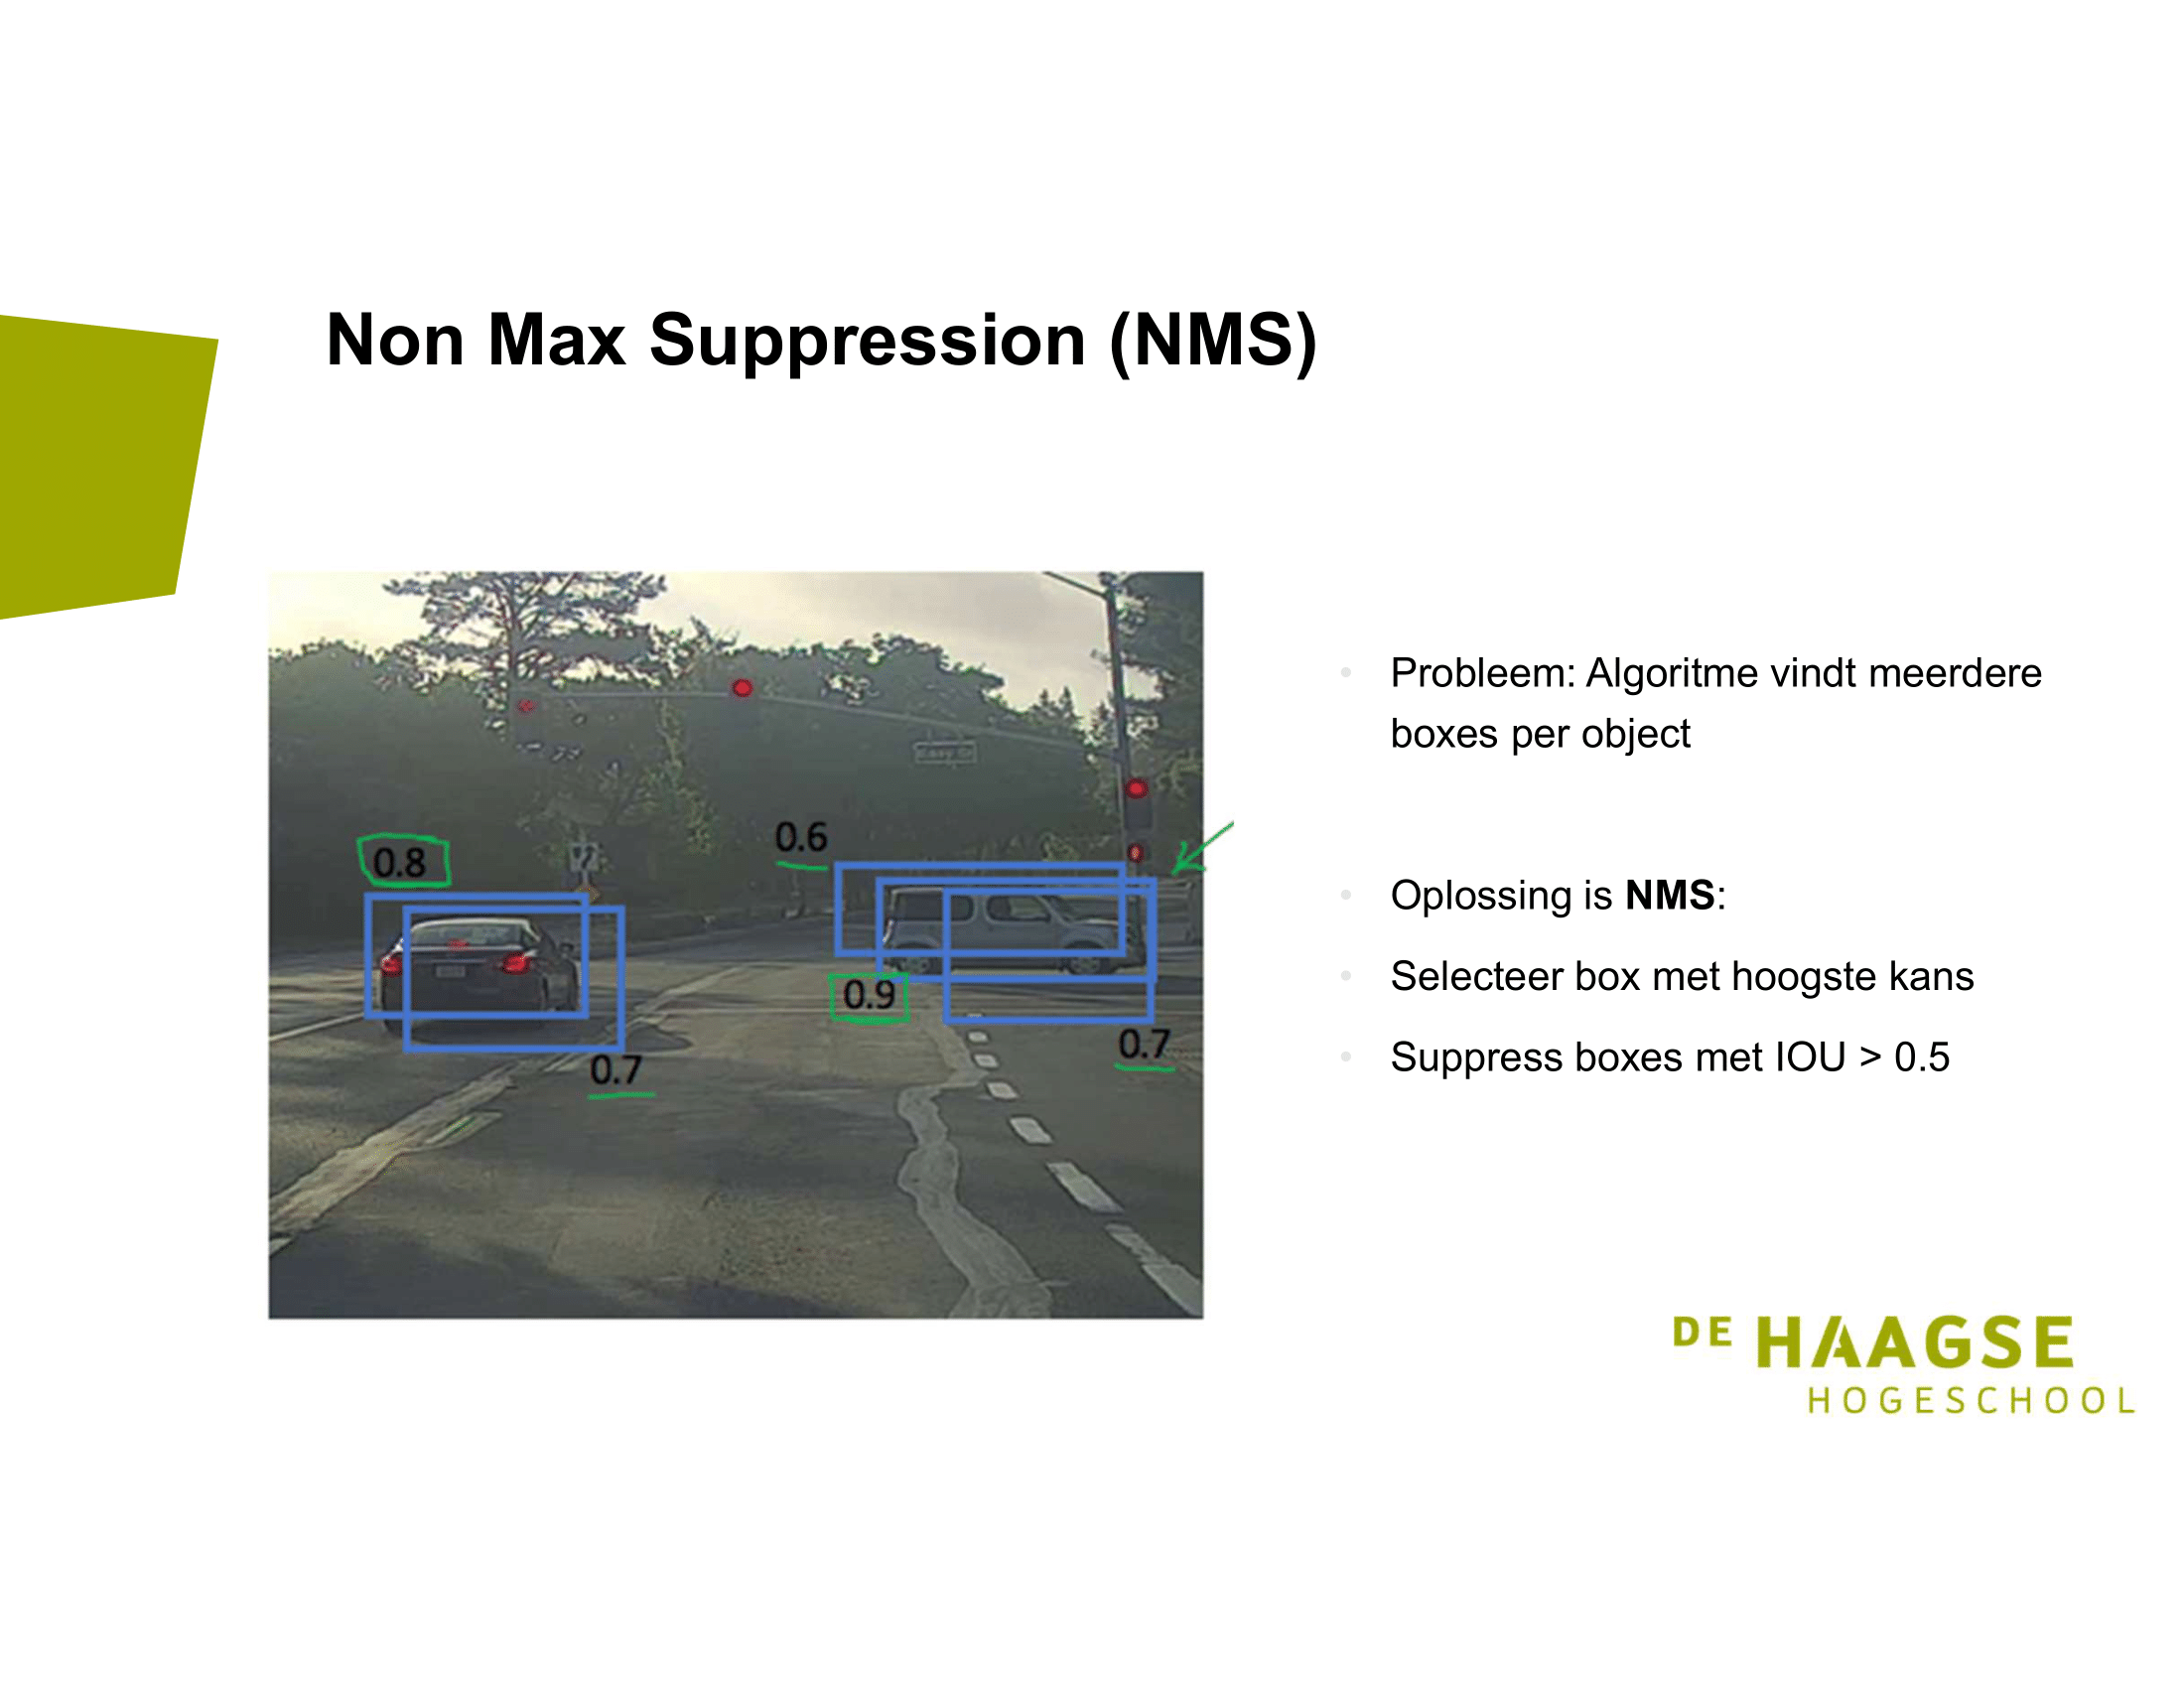 Non Max Suppression (NMS)
Probleem: Algoritme vindt meerdere
boxes per object
Oplossing is NMS:
Selecteer box met hoogste kans
Suppress boxes met IOU > 0.5
0.6
0.8
0.9
0.7
0.7
DE HAAGSE
HOGESCHOOL